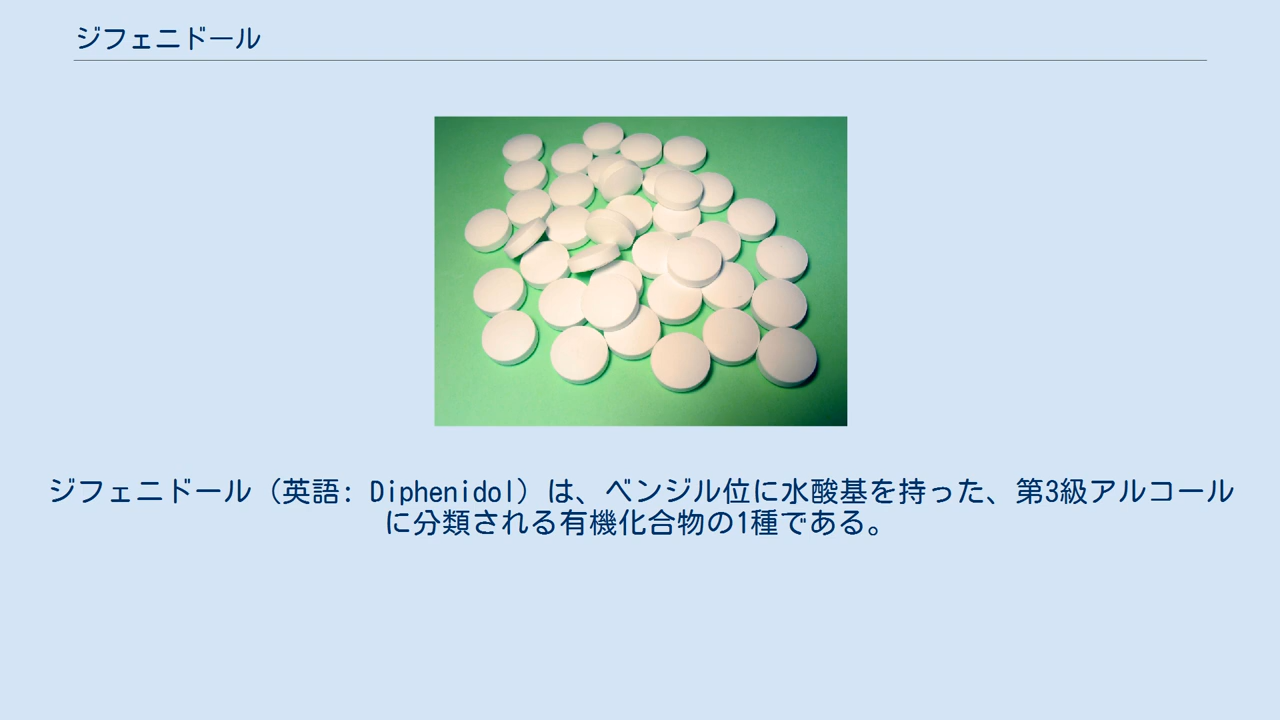 ジフェニドール
ジフェニドール（英語: Diphenidol）は、ベンジル位に水酸基を持った、第3級アルコール
に分類される有機化合物の1種である。